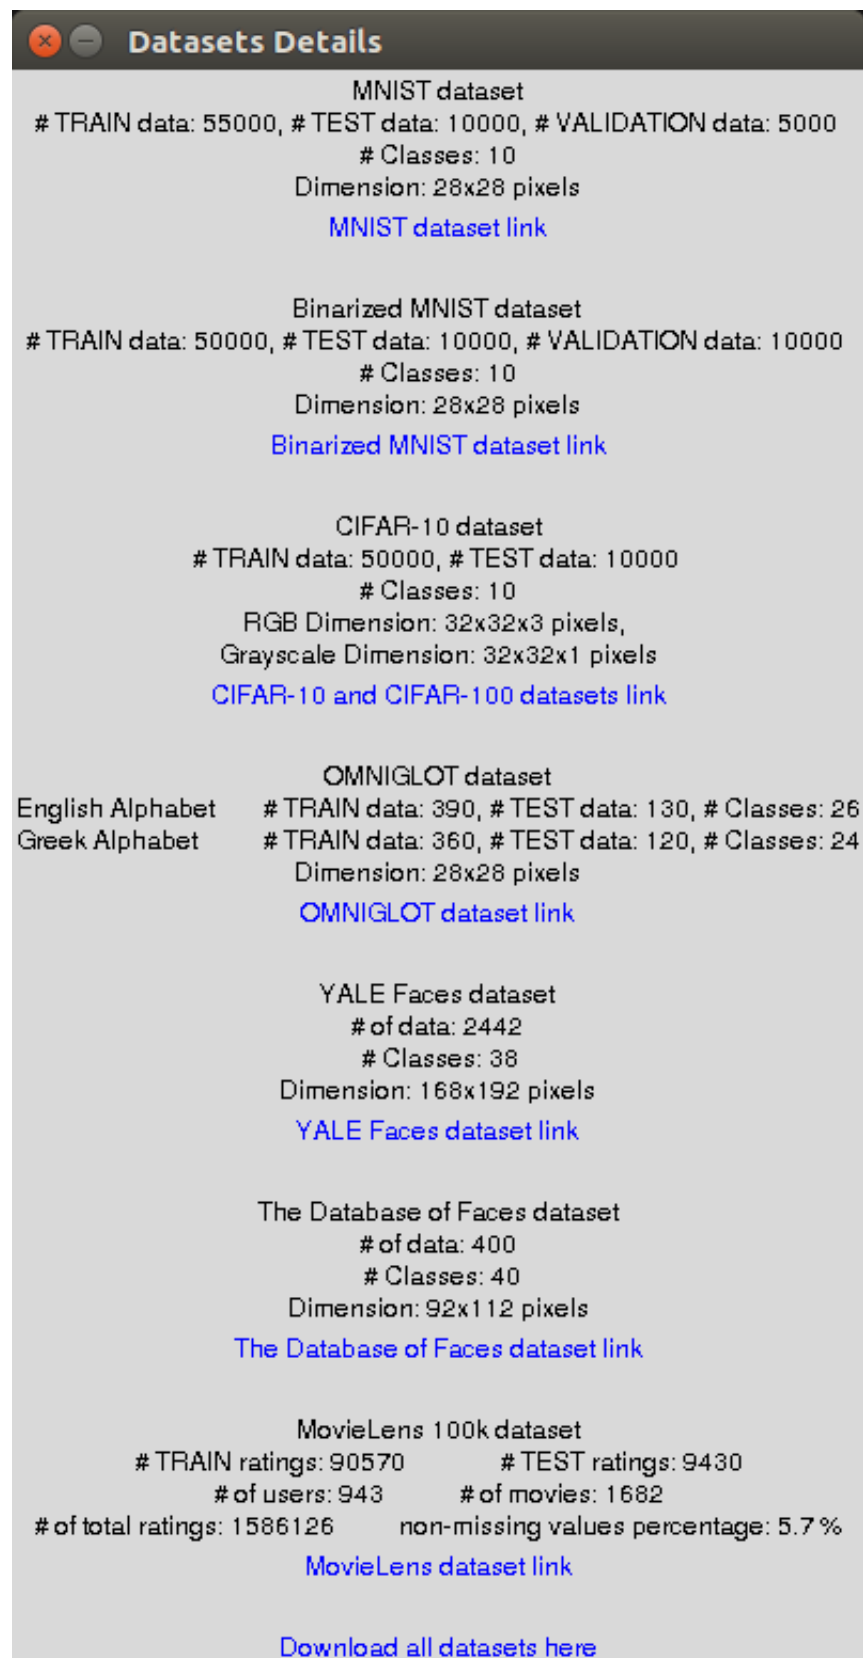 Datasets Details
MNIST dataset
# TRAIN data: 55000, # TEST data: 10000, # VALIDATION data: 5000
# Classes: 10
Dimension: 28x28 pixels
MNIST dataset link
Binarized MNIST dataset
# TRAIN data: 50000, # TEST data: 10000, # VALIDATION data: 10000
# Classes: 10
Dimension: 28x28 pixels
Binarized MNIST dataset link
CIFAR-10 dataset
# TRAIN data: 50000, # TEST data: 10000
# Classes: 10
RGB Dimension: 32x32x3 pixels,
Grayscale Dimension: 32x32x1 pixels
CIFAR-10 and CIFAR-100 datasets link
OMNIGLOT dataset
English Alphabet # TRAIN data: 390, # TEST data: 130, # Classes: 26
Greek Alphabet # TRAIN data: 360, # TEST data: 120, # Classes: 24
Dimension: 28x28 pixels
OMNIGLOT dataset link
YALE Faces dataset
# of data: 2442
# Classes: 38
Dimension: 168x192 pixels
YALE Faces dataset link
The Database of Faces dataset
# of data: 400
# Classes: 40
Dimension: 92x112 pixels
The Database of Faces dataset link
MovieLens 100k dataset
# TRAIN ratings: 90570 # TEST ratings: 9430
# of users: 943 # of movies: 1682
# of total ratings: 1586126 non-missing values percentage: 5.7 %
MovieLens dataset link
Download all datasets here